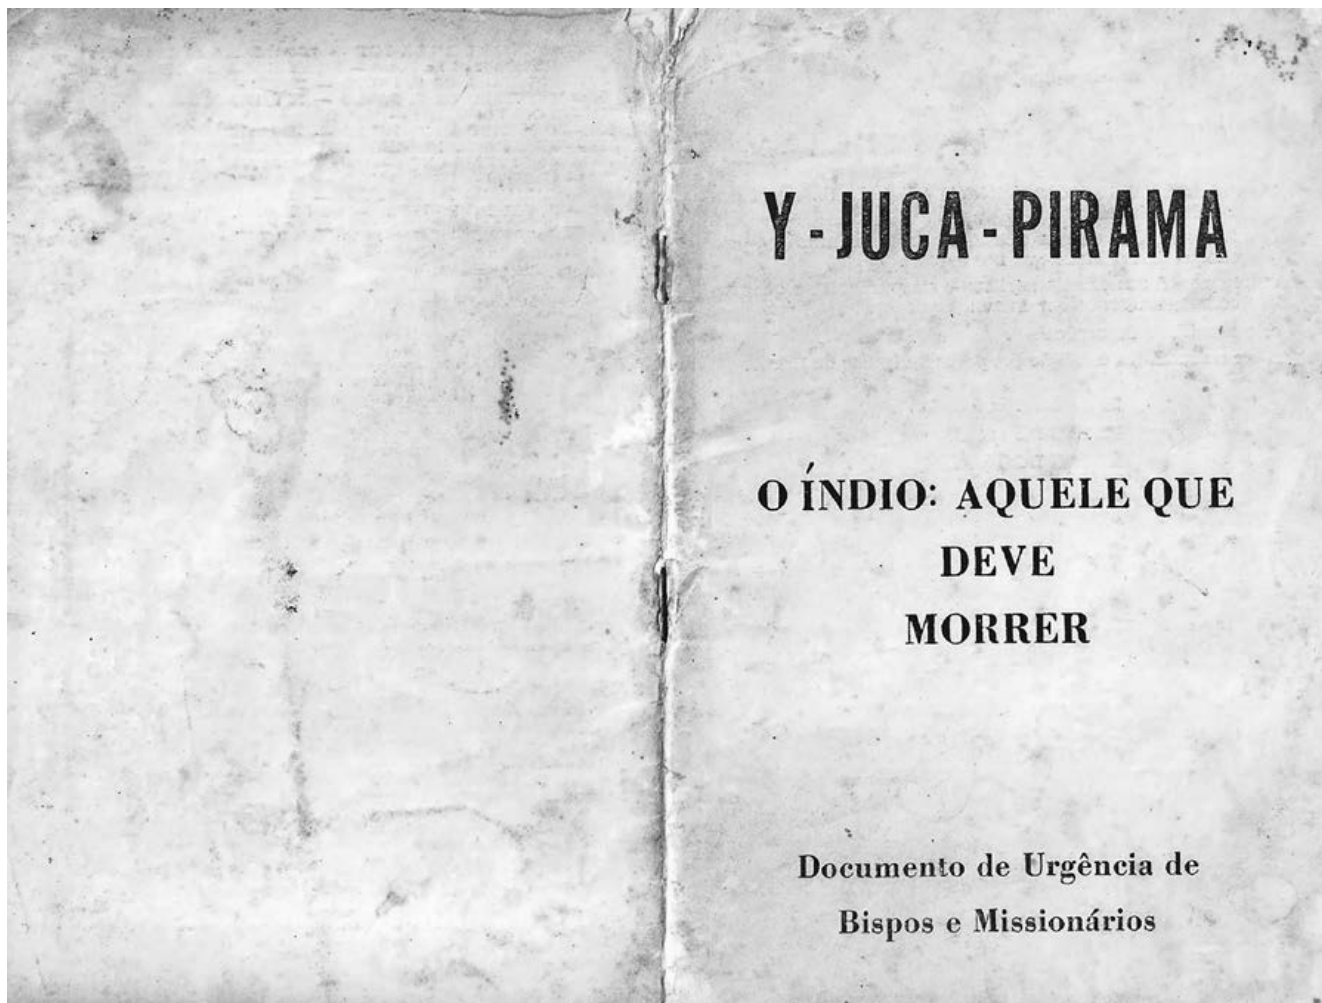 Y-JUCA-PIRAMA
O ÍNDIO: AQUELE QUE
DEVE
MORRER
Documento de Urgência de
Bispos e Missionários